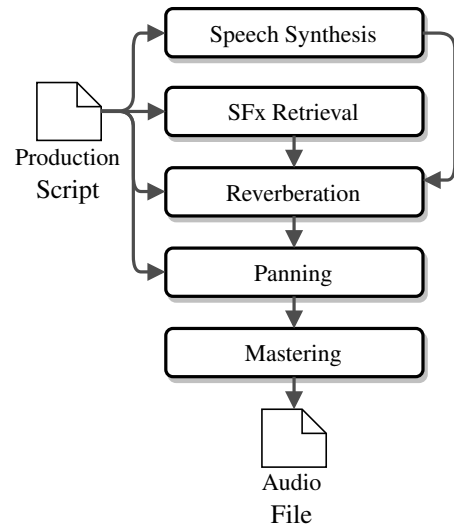 Speech Synthesis
SFx Retrieval
Production
Script
Reverberation
Panning
Mastering
Audio
File